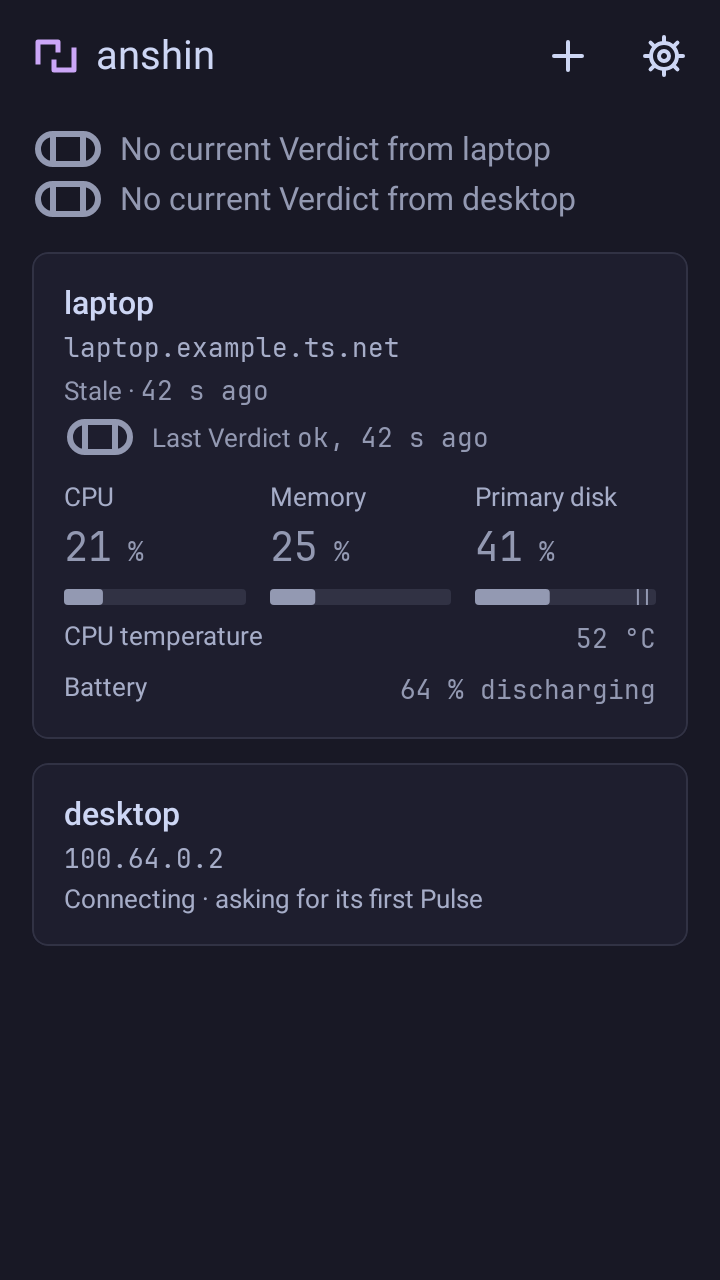 anshin
No current Verdict from laptop
No current Verdict from desktop
laptop
laptop.example.ts.net
Stale · 42 s ago
Last Verdict ok, 42 s ago
CPU Memory Primary disk
21 % 25 % 41 %
CPU temperature 52 °C
Battery 64 % discharging
desktop
100.64.0.2
Connecting · asking for its first Pulse